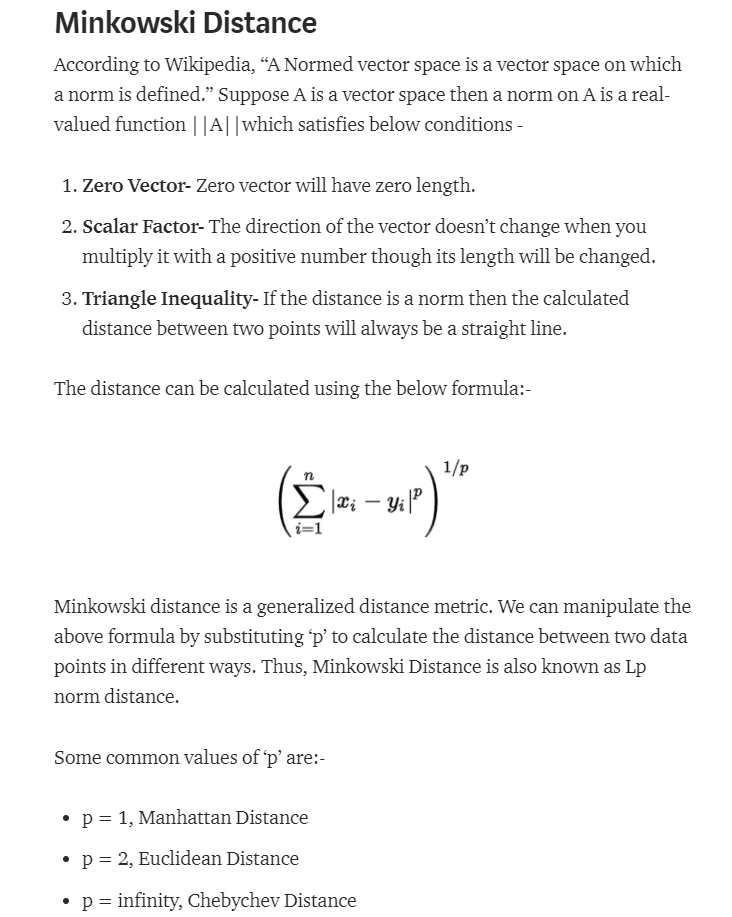 Minkowski Distance
According to Wikipedia, “A Normed vector space is a vector space on which
a norm is defined.” Suppose A is a vector space then a norm on A is a real-
valued function ||A||which satisfies below conditions -
1. Zero Vector- Zero vector will have zero length.
2. Scalar Factor- The direction of the vector doesn’t change when you
multiply it with a positive number though its length will be changed.
3. Triangle Inequality- If the distance is a norm then the calculated
distance between two points will always be a straight line.
The distance can be calculated using the below formula:-
(∑_{i=1}^{n} |x_i − y_i|^p)^{1/p}
Minkowski distance is a generalized distance metric. We can manipulate the
above formula by substituting ‘p’ to calculate the distance between two data
points in different ways. Thus, Minkowski Distance is also known as Lp
norm distance.
Some common values of ‘p’ are:-
• p = 1, Manhattan Distance
• p = 2, Euclidean Distance
• p = infinity, Chebychev Distance